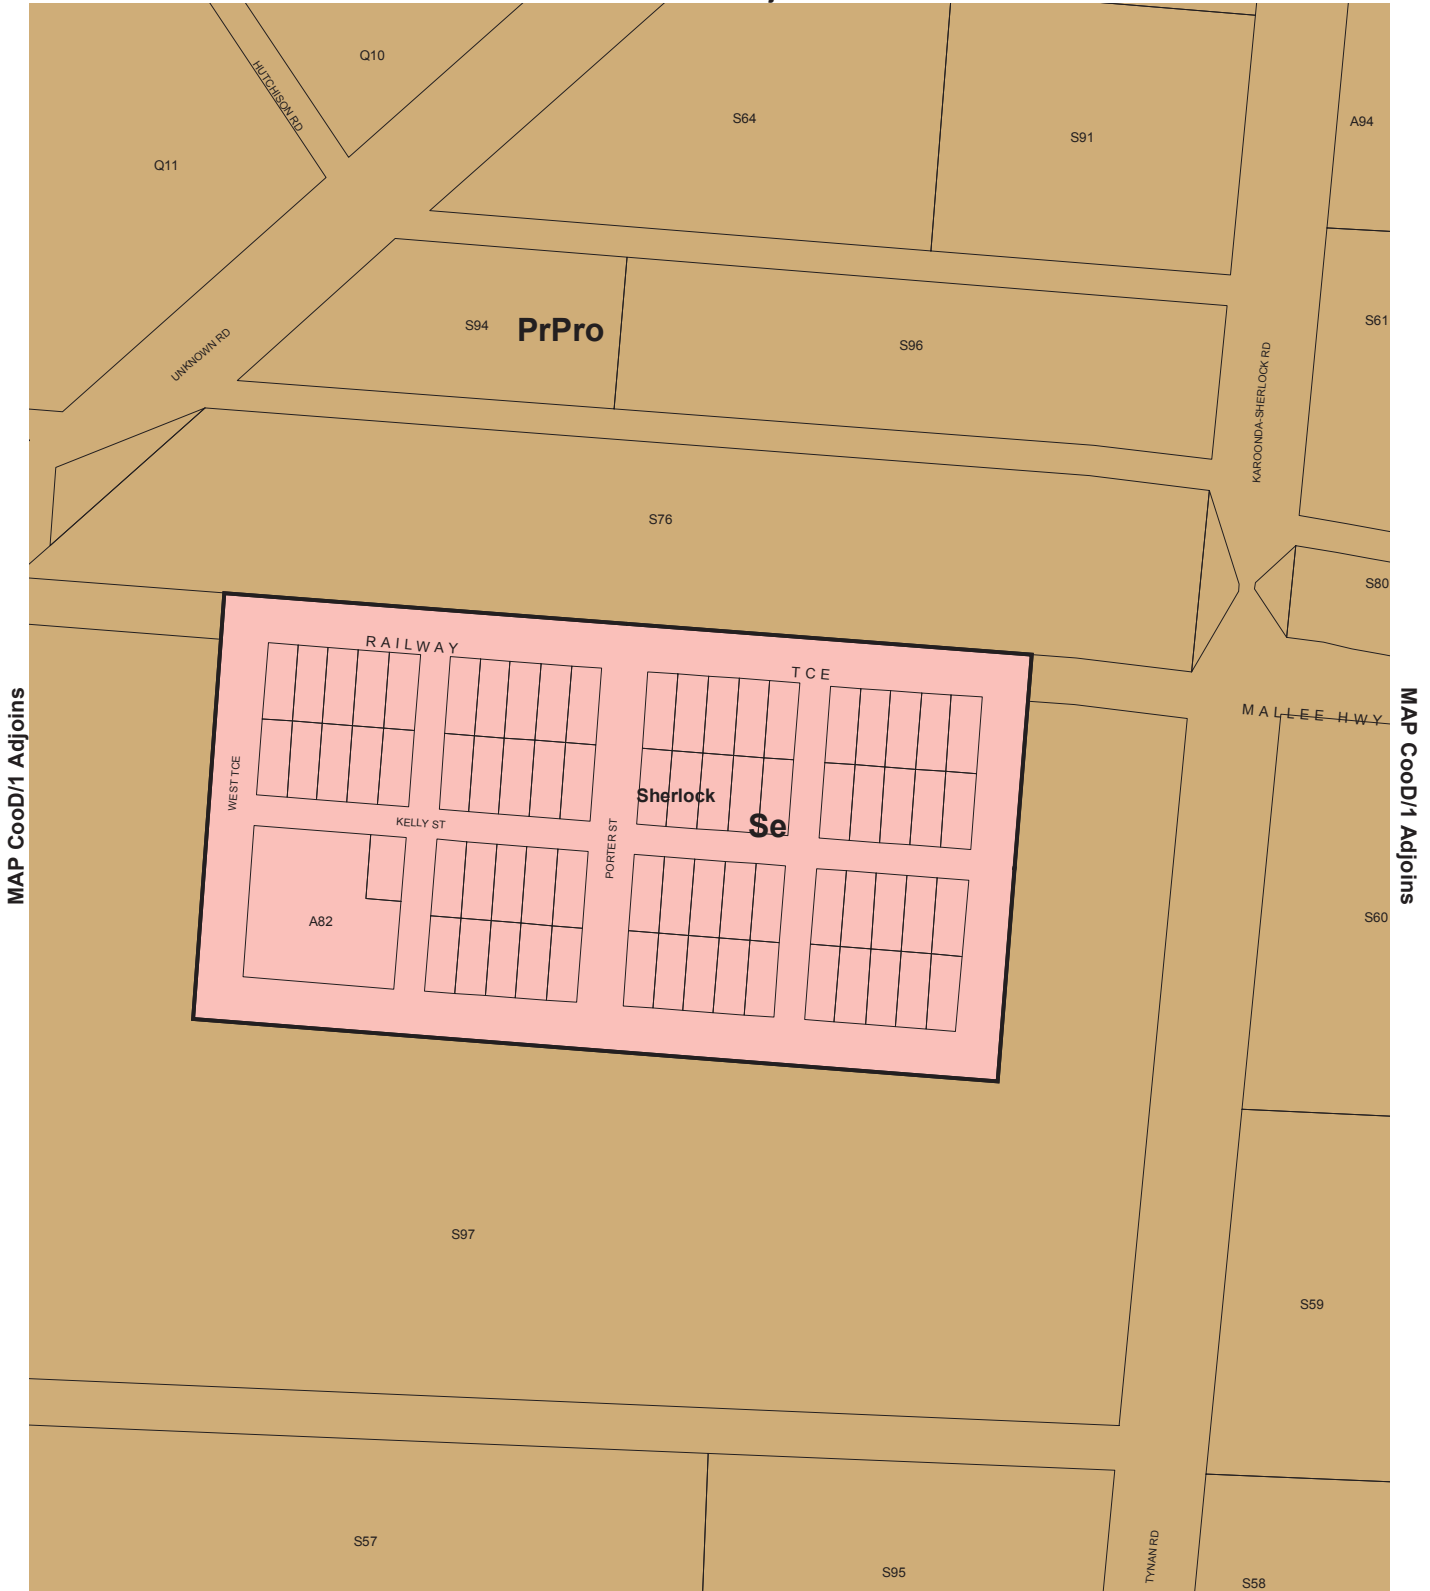 Q10
HUTCHISON RD
S64
A94
S91
Q11
S61
S94
PrPro
UNKNOWN RD
S96
KAROONDA-SHERLOCK RD
S76
S80
RAILWAY
TCE
MALLEE HWY
MAP CooD/1 Adjoins
MAP CooD/1 Adjoins
WEST TCE
Sherlock
KELLY ST
Se
PORTER ST
A82
S60
S97
S59
S57
TYNAN RD
S95
S58